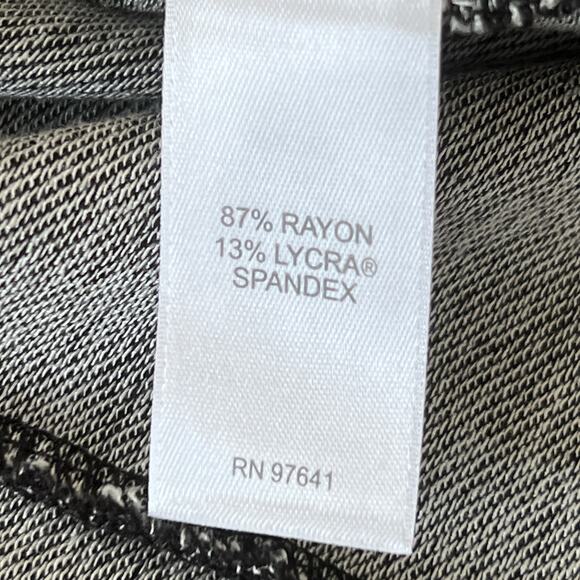 87% RAYON
13% LYCRA®
SPANDEX
RN 97641